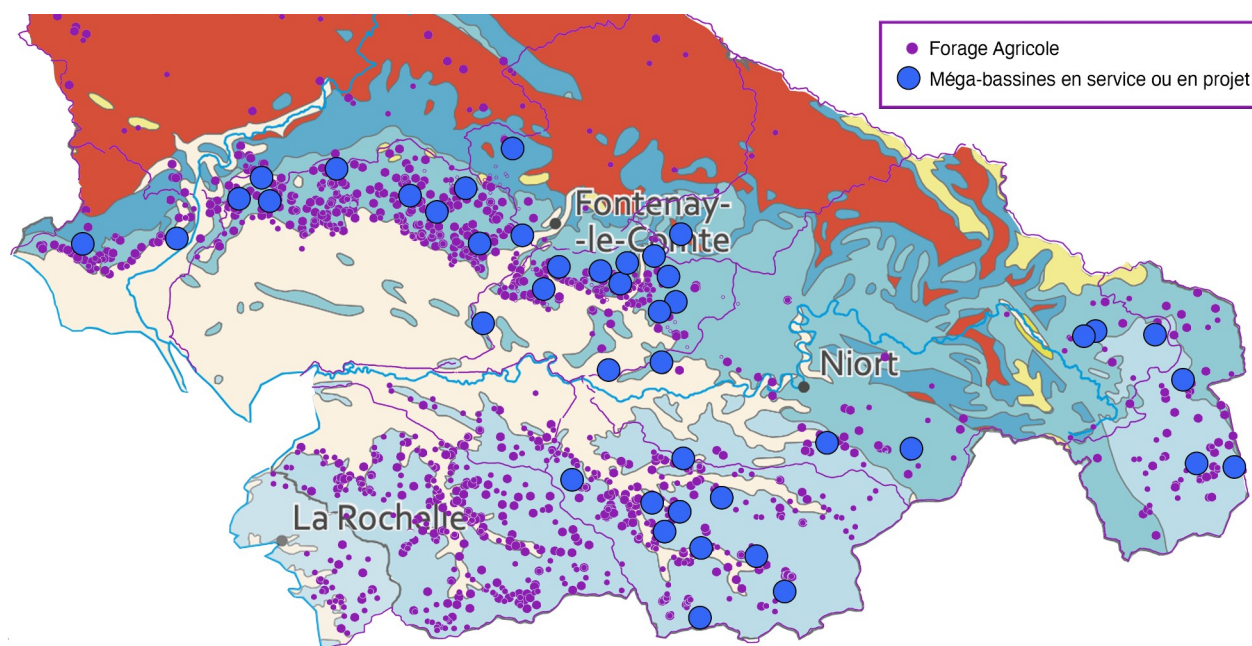 Forage Agricole
Méga-bassines en service ou en projet
Fontenay-
-le-Comte
Niort
La Rochelle